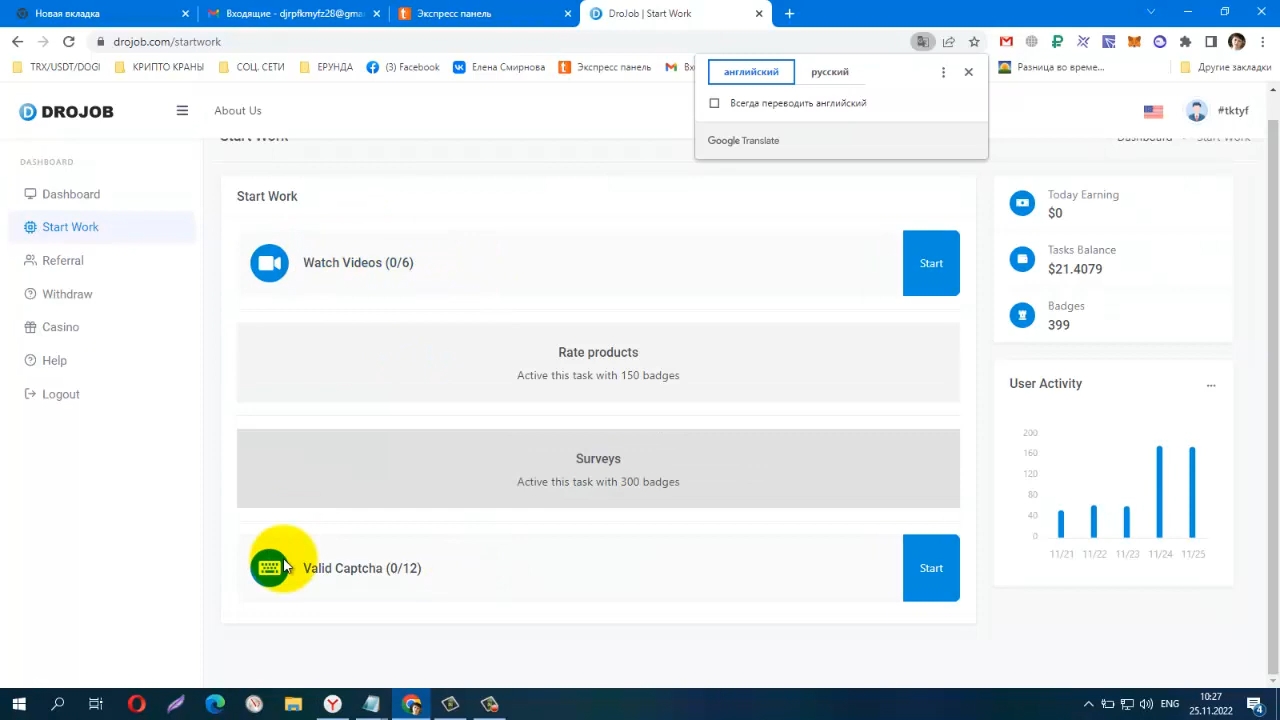 Новая вкладка
Входящие - djrpfkmyfz28@gma
Экспресс панель
DroJob | Start Work
drojob.com/startwork
TRX/USDT/DOGI
КРИПТО КРАНЫ
СОЦ. СЕТИ
ЕРУНДА
(3) Facebook
Елена Смирнова
Экспресс панель
Вх
Разница во време...
Другие закладки
английский
русский
Всегда переводить английский
Google Translate
DROJOB
About Us
#tktyf
Start Work
Dashboard
Start Work
DASHBOARD
Dashboard
Start Work
Referral
Withdraw
Casino
Help
Logout
Start Work
Watch Videos (0/6)
Start
Rate products
Active this task with 150 badges
Surveys
Active this task with 300 badges
Valid Captcha (0/12)
Start
Today Earning
$0
Tasks Balance
$21.4079
Badges
399
User Activity
...
200
160
120
80
40
0
11/21
11/22
11/23
11/24
11/25
ENG
10:27
25.11.2022
4